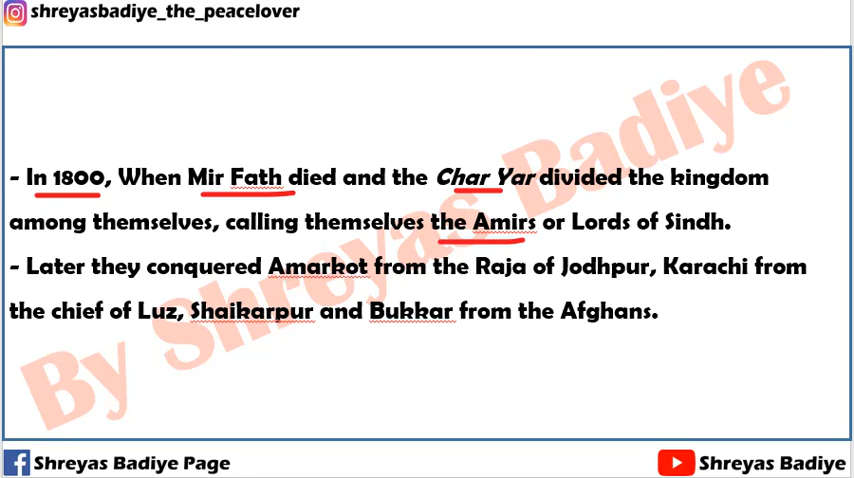 shreyasbadiye_the_peacelover
- In 1800, When Mir Fath died and the Char Yar divided the kingdom
among themselves, calling themselves the Amirs or Lords of Sindh.
- Later they conquered Amarkot from the Raja of Jodhpur, Karachi from
the chief of Luz, Shaikarpur and Bukkar from the Afghans.
By Shreyas Badiye
Shreyas Badiye Page
Shreyas Badiye